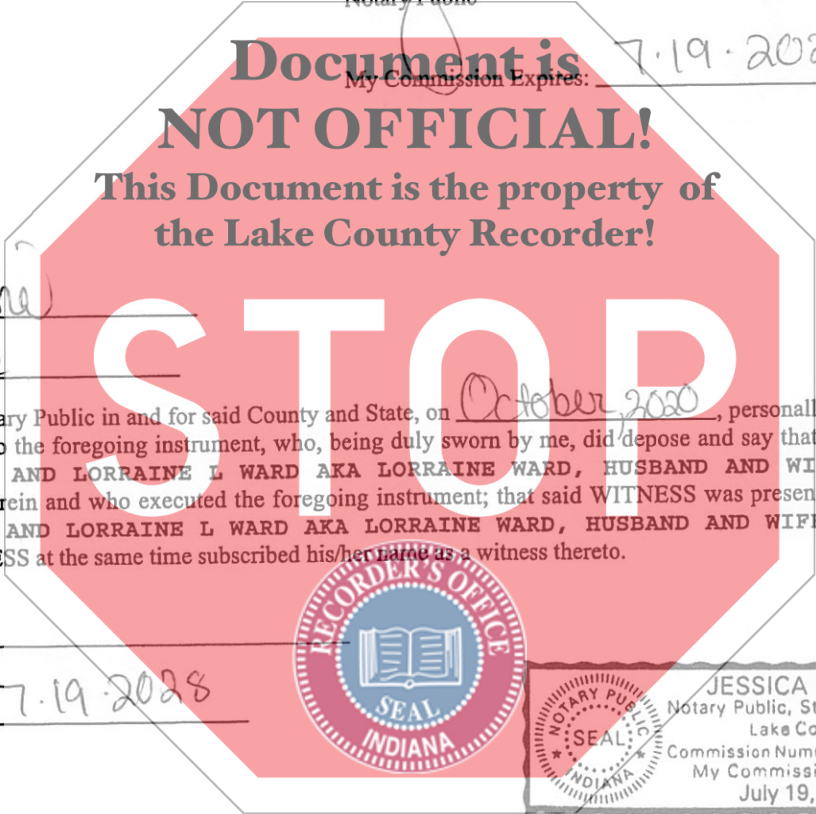 Notary Public
Document is
My Commission Expires: 7.19.202
NOT OFFICIAL!
This Document is the property of
the Lake County Recorder!
STOP
ary Public in and for said County and State, on October, 2020, personall
o the foregoing instrument, who, being duly sworn by me, did depose and say that
AND LORRAINE L WARD AKA LORRAINE WARD, HUSBAND AND WI
rein and who executed the foregoing instrument; that said WITNESS was presen
AND LORRAINE L WARD AKA LORRAINE WARD, HUSBAND AND WIF
ESS at the same time subscribed his/her name as a witness thereto.
RECORDER'S OFFICE
SEAL
INDIANA
7.19.2028
NOTARY PUBLIC
SEAL
INDIANA
JESSICA
Notary Public, St
Lake Co
Commission Num
My Commissi
July 19,